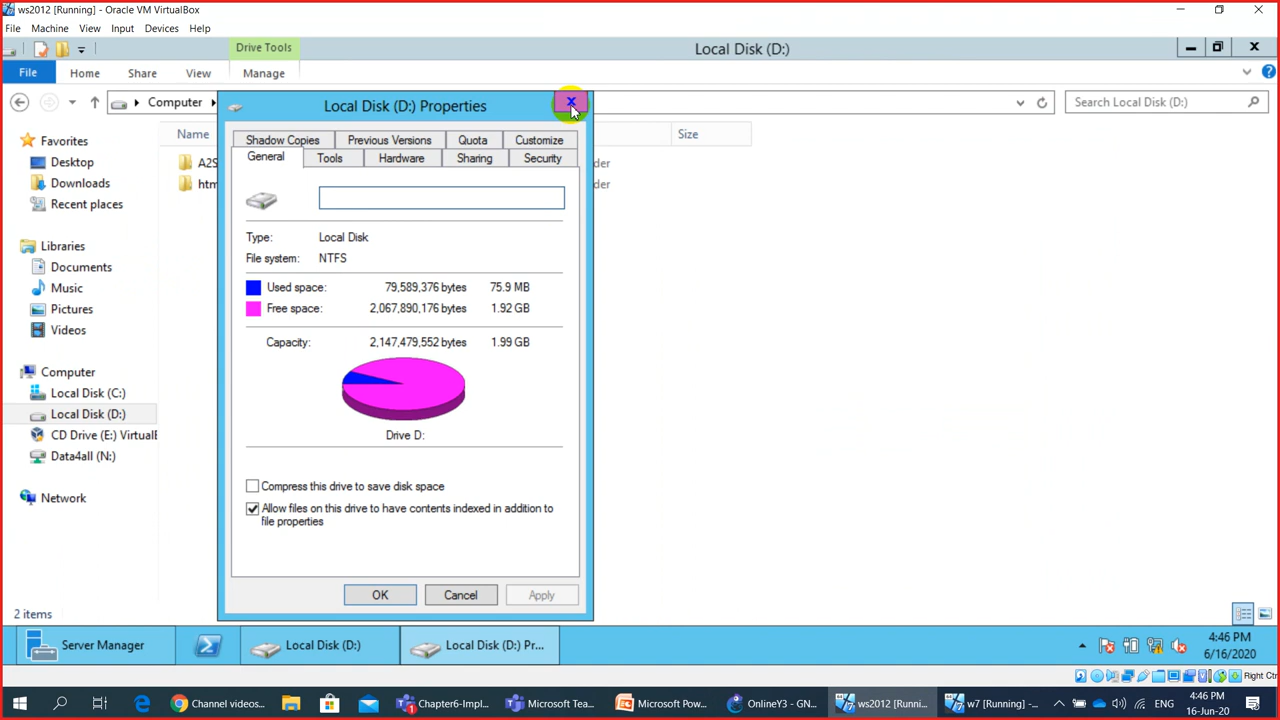 ws2012 [Running] - Oracle VM VirtualBox
File Machine View Input Devices Help
Drive Tools
Local Disk (D:)
File Home Share View Manage
Computer
Search Local Disk (D:)
Local Disk (D:) Properties
Favorites
Desktop
Downloads
Recent places
Libraries
Documents
Music
Pictures
Videos
Computer
Local Disk (C:)
Local Disk (D:)
CD Drive (E:) Virtual
Data4all (N:)
Network
Name
Size
A2S
htm
der
der
Shadow Copies Previous Versions Quota Customize
General Tools Hardware Sharing Security
Type: Local Disk
File system: NTFS
Used space: 79,589,376 bytes 75.9 MB
Free space: 2,067,890,176 bytes 1.92 GB
Capacity: 2,147,479,552 bytes 1.99 GB
Drive D:
Compress this drive to save disk space
Allow files on this drive to have contents indexed in addition to
file properties
OK Cancel Apply
2 items
Server Manager
Local Disk (D:)
Local Disk (D:) Pr...
4:46 PM
6/16/2020
Right Ctr
Channel videos...
Chapter6-Impl...
Microsoft Tea...
Microsoft Pow...
OnlineY3 - GN...
ws2012 [Runni...
w7 [Running] -...
ENG
4:46 PM
16-Jun-20